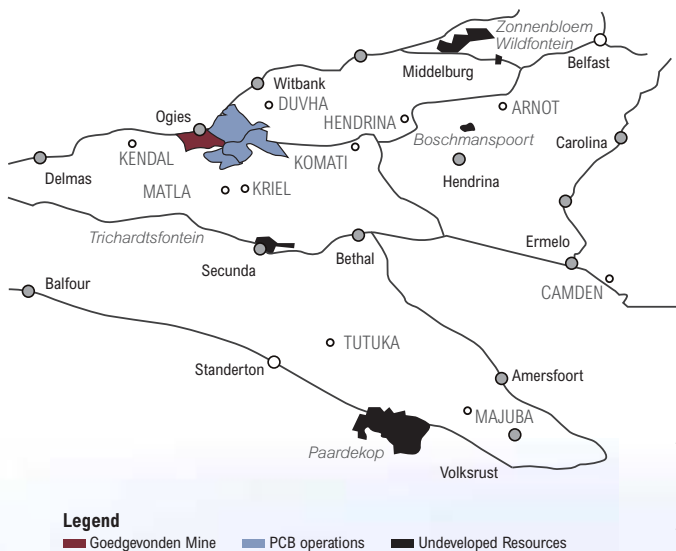 Zonnenbloem
Wildfontein
Belfast
Middelburg
Witbank
DUVHA
ARNOT
Ogies
HENDRINA
Boschmanspoort
Carolina
KENDAL
KOMATI
Delmas
Hendrina
MATLA
KRIEL
Trichardtsfontein
Ermelo
Secunda
Bethal
Balfour
CAMDEN
TUTUKA
Standerton
Amersfoort
MAJUBA
Paardekop
Volksrust
Legend
Goedgevonden Mine PCB operations Undeveloped Resources